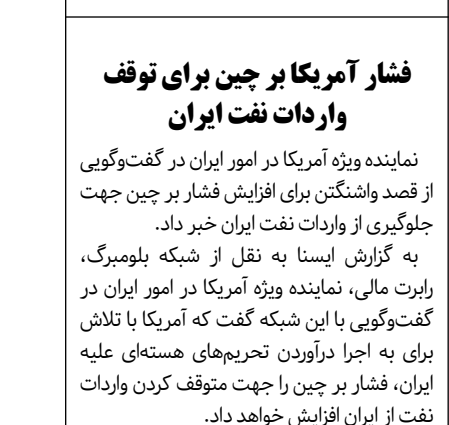 فشار آمریکا بر چین برای توقف
واردات نفت ایران
نماینده ویژه آمریکا در امور ایران در گفت‌وگویی
از قصد واشنگتن برای افزایش فشار بر چین جهت
جلوگیری از واردات نفت ایران خبر داد.
به گزارش ایسنا به نقل از شبکه بلومبرگ،
رابرت مالی، نماینده ویژه آمریکا در امور ایران در
گفت‌وگویی با این شبکه گفت که آمریکا با تلاش
برای به اجرا درآوردن تحریم‌های هسته‌ای علیه
ایران، فشار بر چین را جهت متوقف کردن واردات
نفت از ایران افزایش خواهد داد.